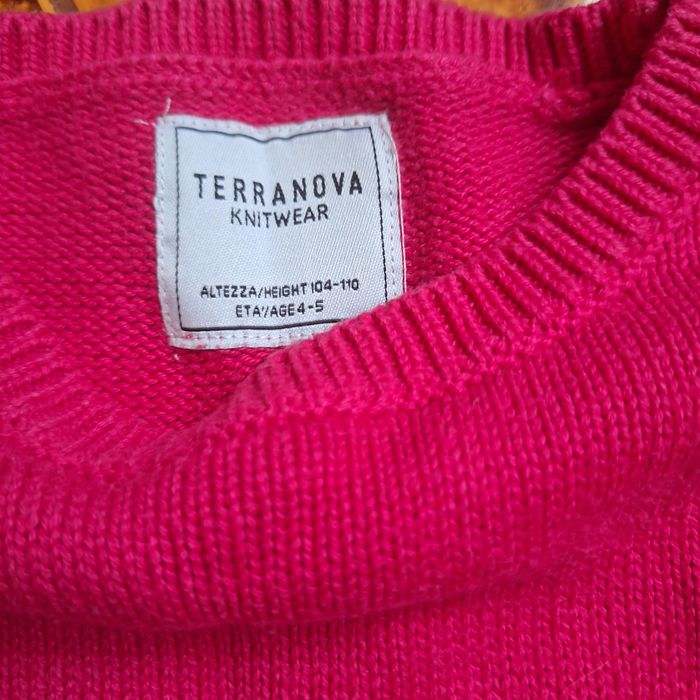 TERRANOVA
KNITWEAR
ALTEZZA/HEIGHT 104-110
ETA'/AGE 4-5